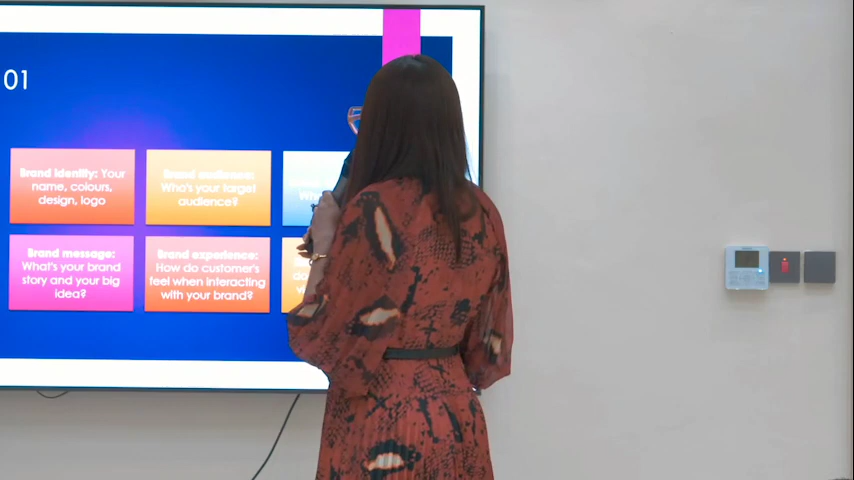 01
Brand identity: Your
name, colours,
design, logo
Brand audience:
Who's your target
audience?
Brand message:
What's your brand
story and your big
idea?
Brand experience:
How do customer's
feel when interacting
with your brand?